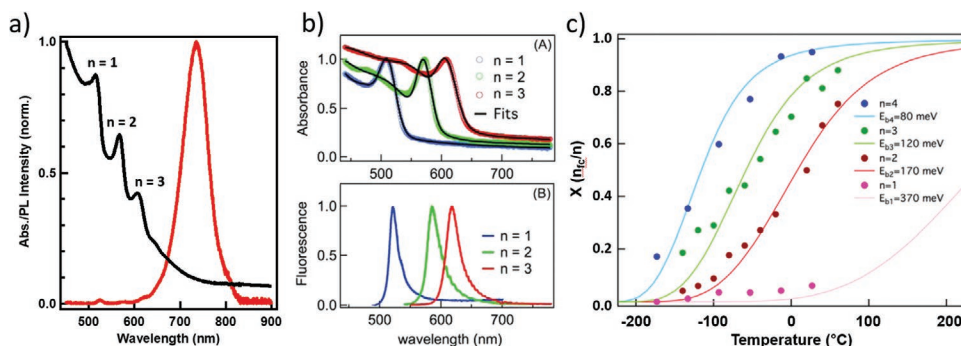 a)
Abs./PL Intensity (norm.)
1.0
0.5
0.0
n = 1
n = 2
n = 3
500 600 700 800 900
Wavelength (nm)
b)
(A)
Absorbance
1.0
0.5
0.0
n = 1
n = 2
n = 3
Fits
500 600 700
(B)
Fluorescence
1.0
0.5
0.0
n = 1
n = 2
n = 3
500 600 700
wavelength (nm)
c)
X (nfc/n)
1.0
0.8
0.6
0.4
0.2
0.0
n=4
Eb4=80 meV
n=3
Eb3=120 meV
n=2
Eb2=170 meV
n=1
Eb1=370 meV
-200 -100 0 100 200
Temperature (°C)